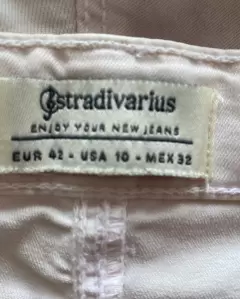 stradivarius
ENJOY YOUR NEW JEANS
EUR 42 - USA 10 - MEX 32